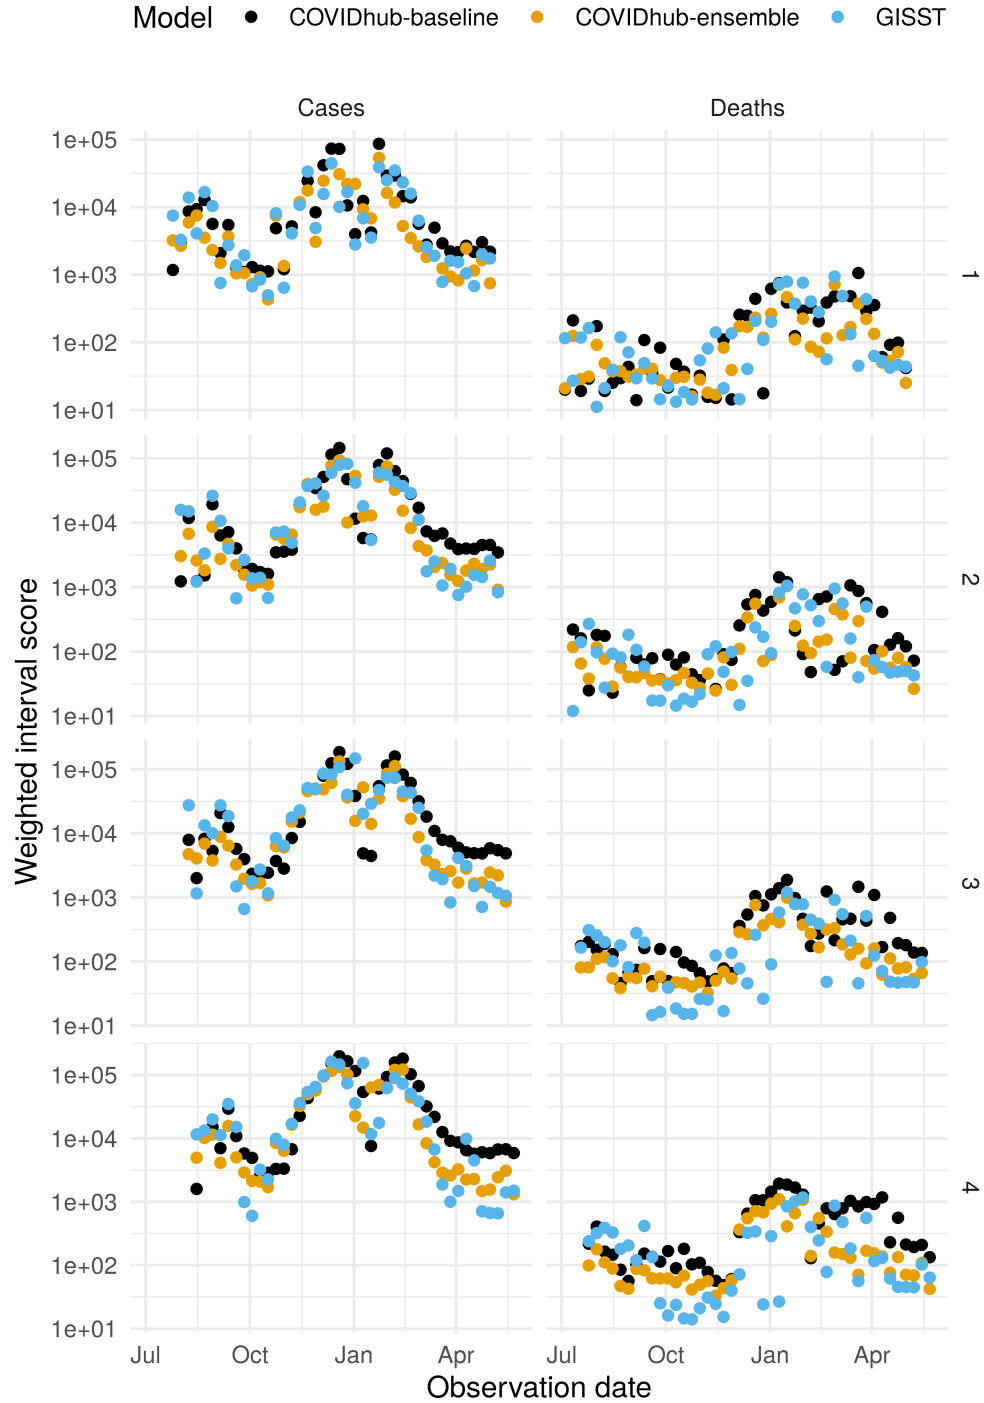 Model COVIDhub-baseline COVIDhub-ensemble GISST
Cases Deaths
1e+05
1e+04
1e+03
1e+02
1e+01
1
1e+05
1e+04
1e+03
1e+02
1e+01
2
1e+05
1e+04
1e+03
1e+02
1e+01
3
1e+05
1e+04
1e+03
1e+02
1e+01
4
Weighted interval score
Jul Oct Jan Apr Jul Oct Jan Apr
Observation date